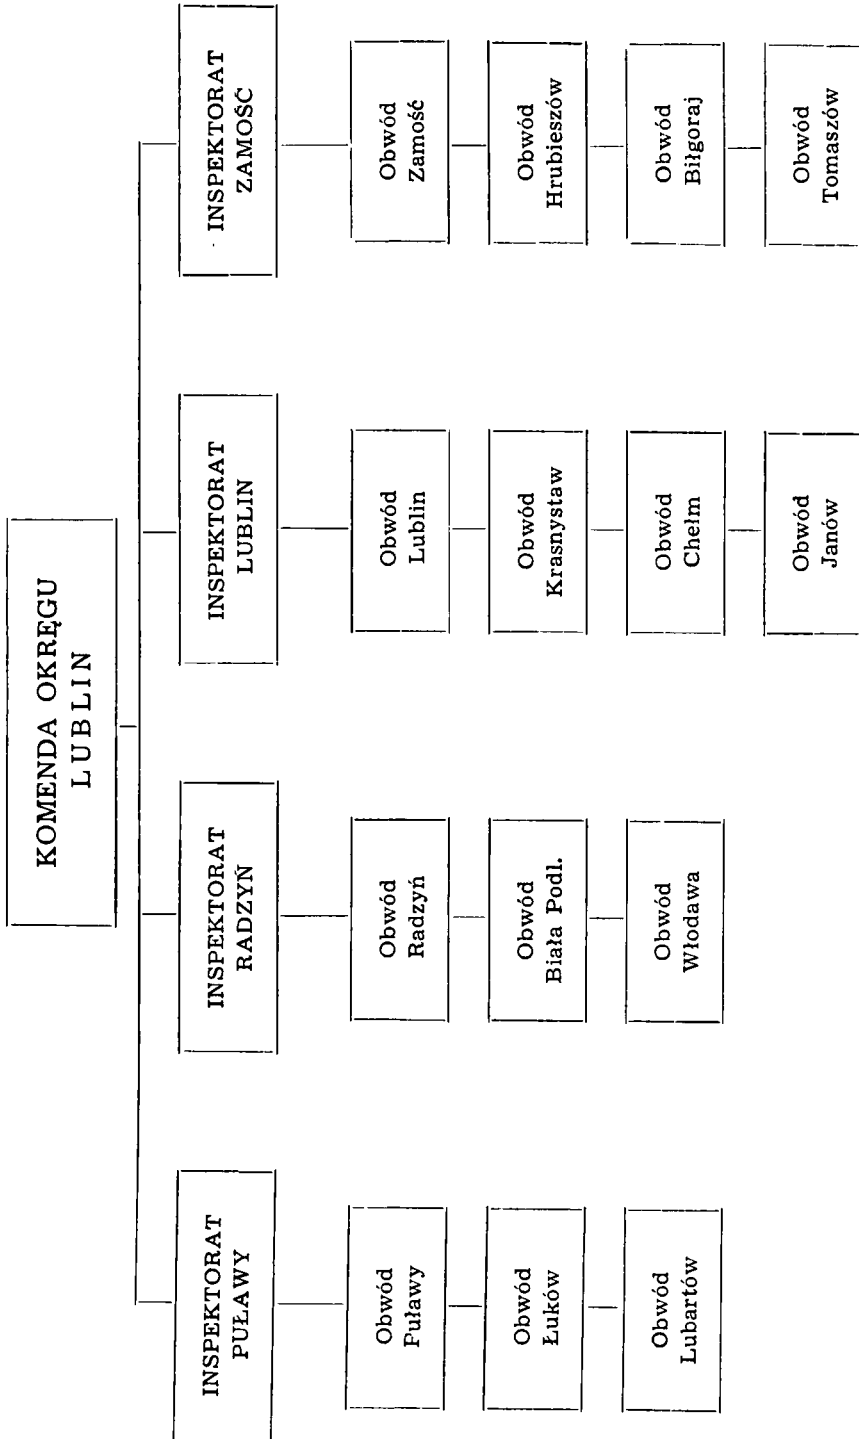 KOMENDA OKRĘGU
LUBLIN
INSPEKTORAT
PUŁAWY
Obwód
Puławy
Obwód
Łuków
Obwód
Lubartów
INSPEKTORAT
RADZYŃ
Obwód
Radzyń
Obwód
Biała Podl.
Obwód
Włodawa
INSPEKTORAT
LUBLIN
Obwód
Lublin
Obwód
Krasnystaw
Obwód
Chełm
Obwód
Janów
INSPEKTORAT
ZAMOŚĆ
Obwód
Zamość
Obwód
Hrubieszów
Obwód
Biłgoraj
Obwód
Tomaszów